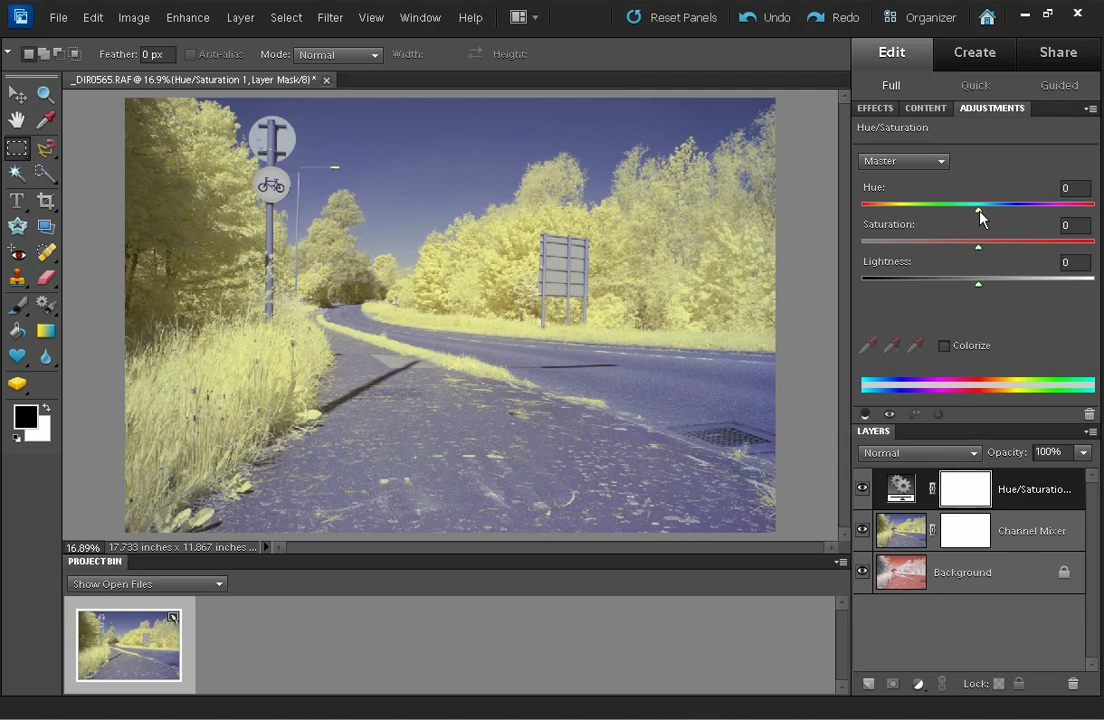 File Edit Image Enhance Layer Select Filter View Window Help Reset Panels Undo Redo Organizer
Feather: 0 px Anti-alias Mode: Normal Width: Height:
Edit Create Share
_DIR0565.RAF @ 16.9%(Hue/Saturation 1,Layer Mask/8)*
Full Quick Guided
EFFECTS CONTENT ADJUSTMENTS
Hue/Saturation
Master
Hue: 0
Saturation: 0
Lightness: 0
Colorize
LAYERS
Normal Opacity: 100%
Hue/Saturatio...
Channel Mixer
Background
Lock:
16.89% 17.733 inches x 11.867 inches ...
PROJECT BIN
Show Open Files